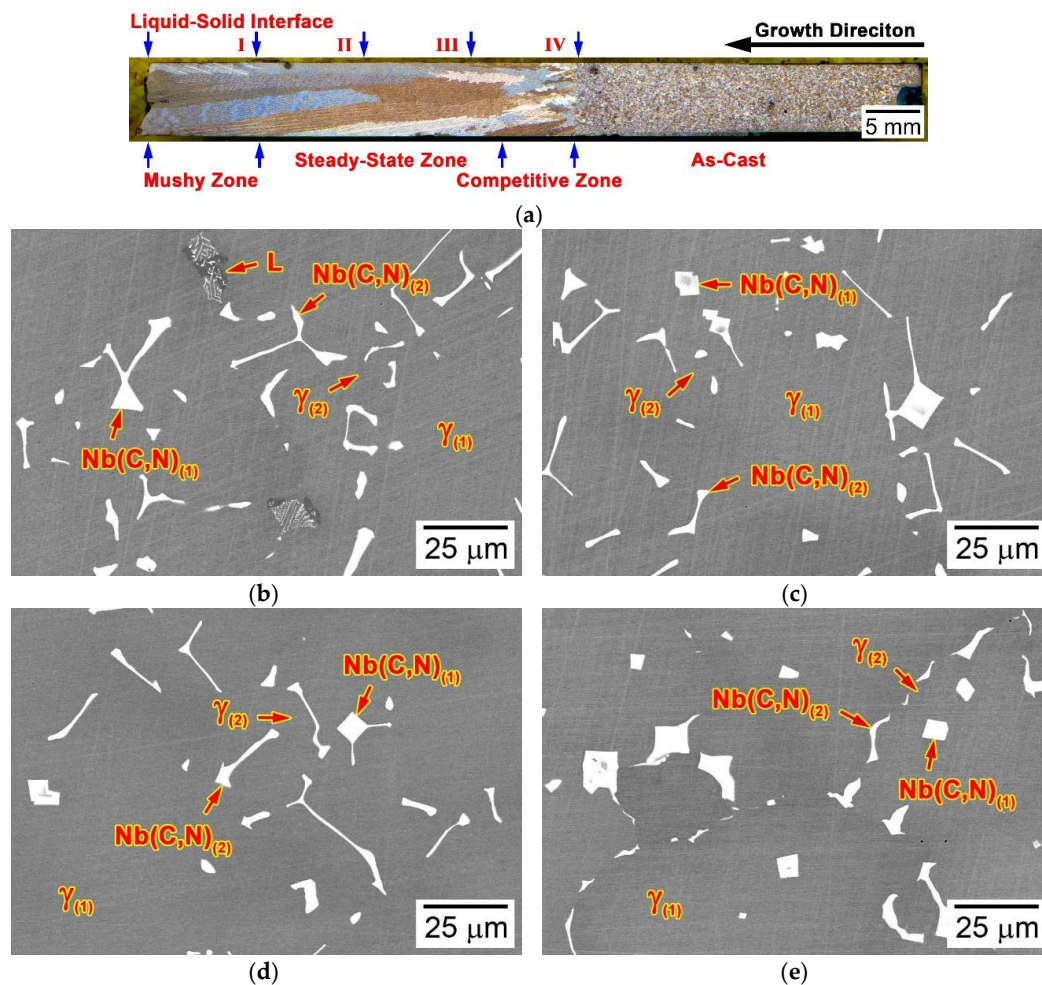 Liquid-Solid Interface
I II III IV
Growth Direciton
5 mm
Mushy Zone
Steady-State Zone
Competitive Zone
As-Cast
(a)
L
Nb(C,N)(2)
γ(2)
γ(1)
Nb(C,N)(1)
25 μm
(b)
Nb(C,N)(1)
γ(2)
γ(1)
Nb(C,N)(2)
25 μm
(c)
Nb(C,N)(1)
γ(2)
Nb(C,N)(2)
γ(1)
25 μm
(d)
γ(2)
Nb(C,N)(2)
Nb(C,N)(1)
γ(1)
25 μm
(e)